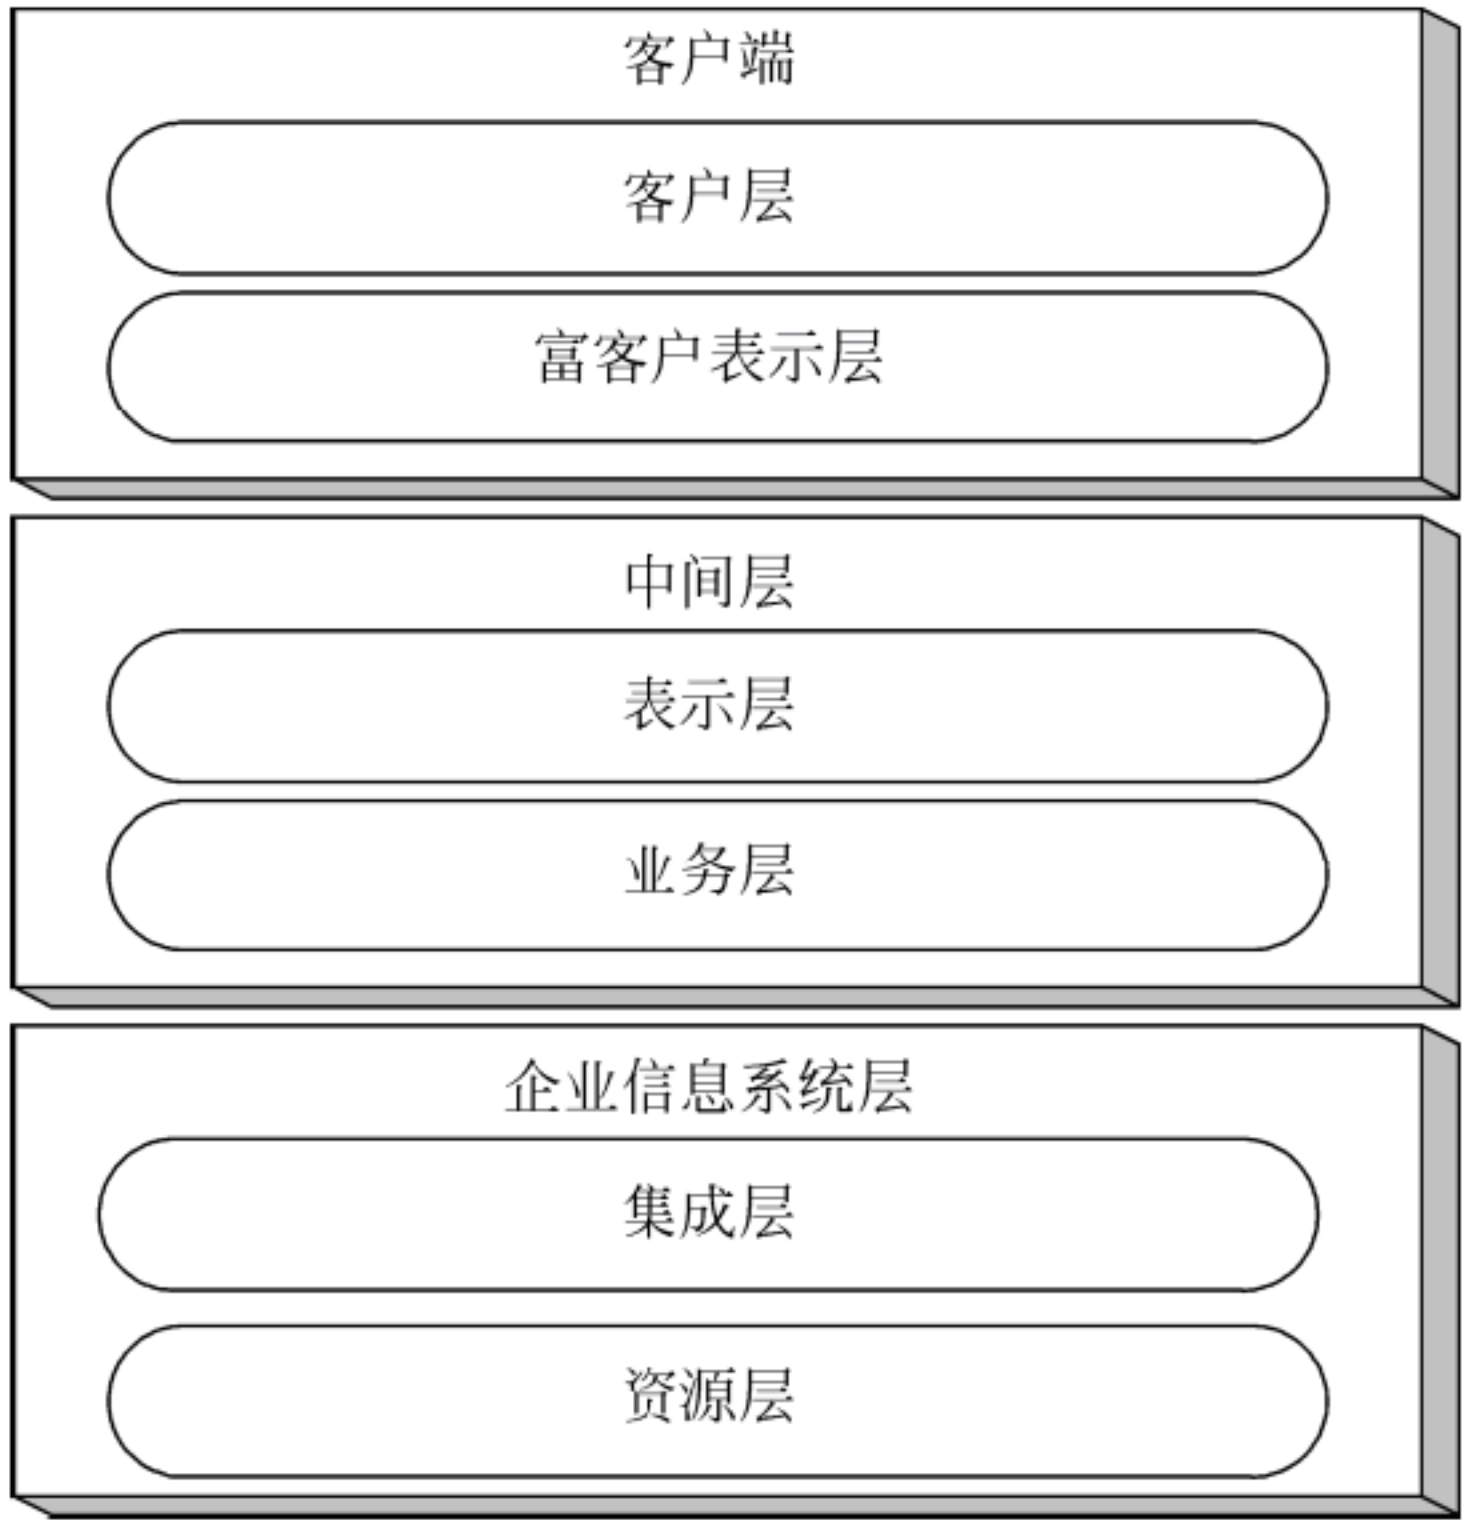 客户端
客户层
富客户表示层
中间层
表示层
业务层
企业信息系统层
集成层
资源层